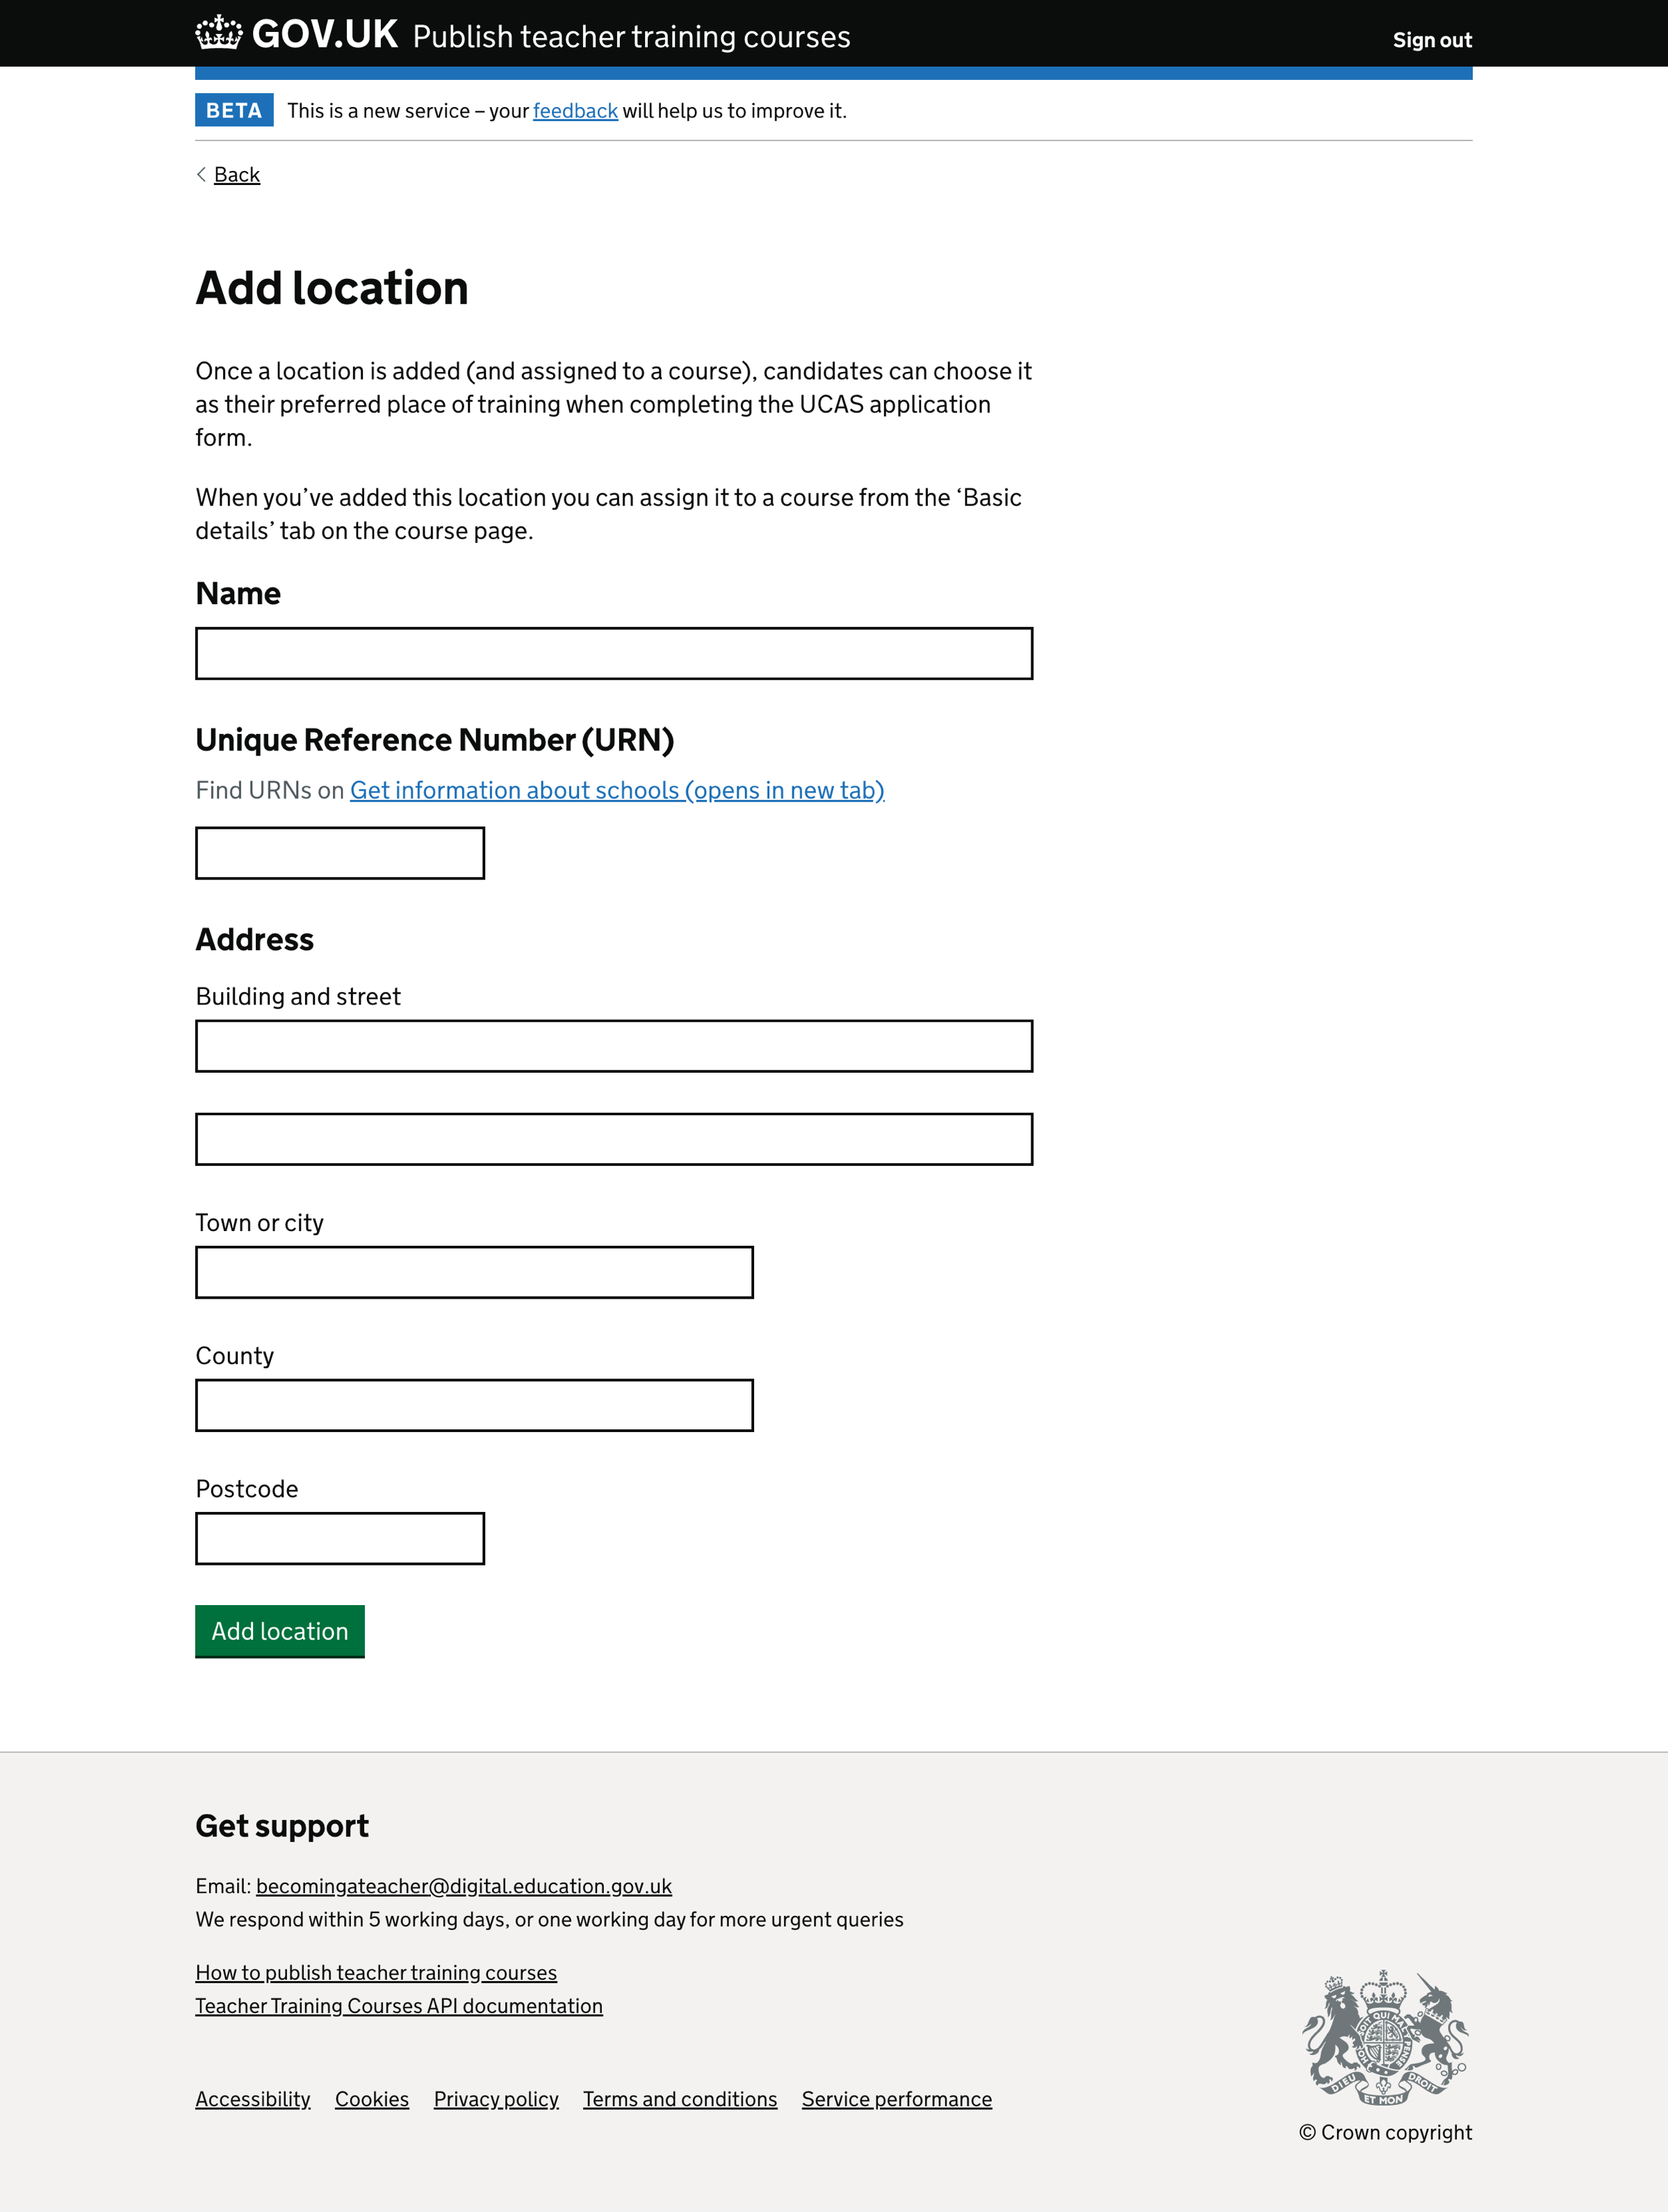 GOV.UK Publish teacher training courses
Sign out
BETA This is a new service – your feedback will help us to improve it.
Back
Add location
Once a location is added (and assigned to a course), candidates can choose it
as their preferred place of training when completing the UCAS application
form.
When you’ve added this location you can assign it to a course from the ‘Basic
details’ tab on the course page.
Name
Unique Reference Number (URN)
Find URNs on Get information about schools (opens in new tab)
Address
Building and street
Town or city
County
Postcode
Add location
Get support
Email: becomingateacher@digital.education.gov.uk
We respond within 5 working days, or one working day for more urgent queries
How to publish teacher training courses
Teacher Training Courses API documentation
DIEU ET MON DROIT
Accessibility Cookies Privacy policy Terms and conditions Service performance
© Crown copyright